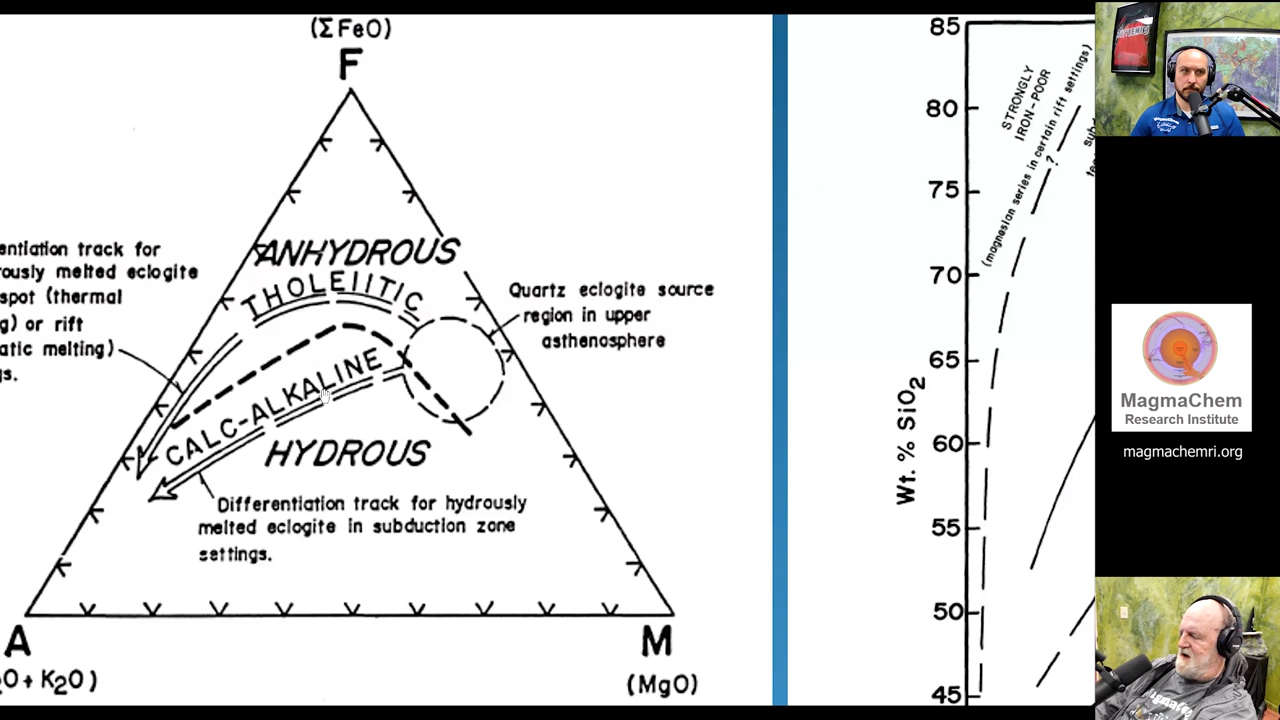 (ΣFeO)
F
ANHYDROUS
THOLEIITIC
entiation track for
rously melted eclogite
spot (thermal
g) or rift
atic melting)
s.
Quartz eclogite source
region in upper
asthenosphere
CALC-ALKALINE
HYDROUS
Differentiation track for hydrously
melted eclogite in subduction zone
settings.
A
O + K2O)
M
(MgO)
Wt. % SiO2
85
80
75
70
65
60
55
50
45
STRONGLY
IRON-POOR
(magnesian series in certain rift settings)
?
sub
te
MagmaChem
Research Institute
magmachemri.org